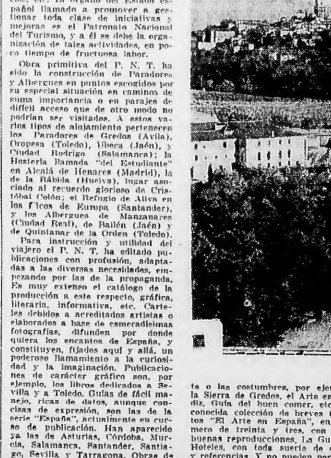 pañol llamado a promover a ges-
tionar toda clase de iniciativas y
mejoras es el Patronato Nacional
del Turismo, y a él se debe la orga-
nización de tales actividades, en po-
co tiempo de fructuosa labor.
Obra primitiva del P. N. T. ha
sido la construcción de Paradores
y Albergues en puntos escogidos por
su especial situación en camino de
suma importancia o en parajes de
difícil acceso que de otro modo no
podrían ser visitados. A estos va-
rios tipos de alojamiento pertenecen
los Paradores de Gredos (Avila),
Oropesa (Toledo), Ubeca (Jaén), y
Ciudad Rodrigo (Salamanca); la
Hostería llamada "del Estudiante"
en Alcalá de Henares (Madrid), la
de la Rábida (Huelva), lugar aso-
ciado al recuerdo glorioso de Cris-
tóbal Colón; el Refugio de Aliva en
los Picos de Europa (Santander),
y los Albergues de Manzanares
(Ciudad Real), de Bailén (Jaén) y
de Quintanar de la Orden (Toledo).
Para instrucción y utilidad del
viajero el P. N. T. ha editado pu-
blicaciones con profusión, adapta-
das a las diversas necesidades, em-
pezando por las de la propaganda.
Es muy extenso el catálogo de la
producción a este respecto, gráfica,
literaria, informativa, etc. Carte-
les debidos a acreditados artistas o
elaborados a base de esmeradísimas
fotografías, difunden por donde
quiera los encantos de España, y
constituyen, fijados aquí y allá, un
poderoso llamamiento a la curiosi-
dad y la imaginación. Publicacio-
nes de carácter gráfico son, por
ejemplo, los libros dedicados a Se-
villa y a Toledo. Guías de fácil ma-
nejo, ricas de datos, aunque con-
cisas de expresión, son las de la
serie "España", actualmente en cur-
so de publicación. Han aparecido
ya las de Asturias, Córdoba, Mur-
cia, Salamanca, Santander, Santia-
go, Sevilla y Tarragona. Obras de
te o las costumbres, por ejem
la Sierra de Gredos, el Arte en
diz, Guía del buen comer, etc
conocida colección de breves t
tos "El Arte en España", en
mero de treinta y tres, con
buenas reproducciones, La Guí
Hoteles, con toda suerte de
y referencias. Y no pueden por